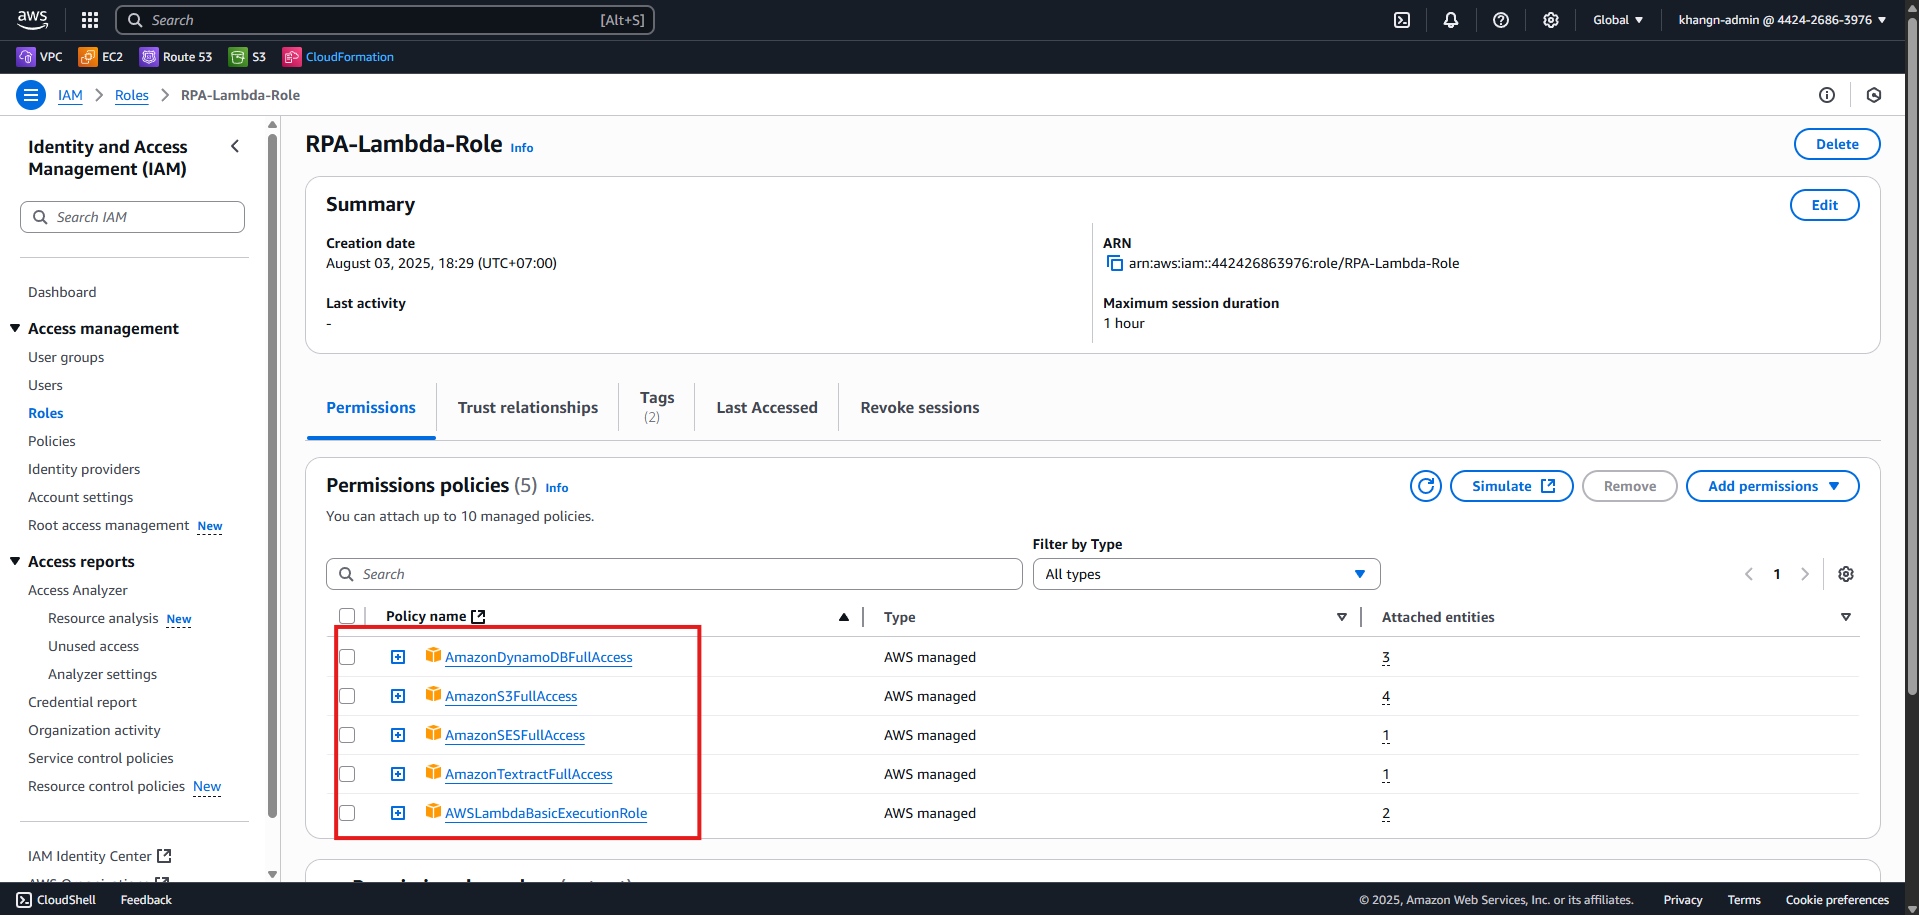 aws
Search
[Alt+S]
Global
khangn-admin @ 4424-2686-3976
VPC
EC2
Route 53
S3
CloudFormation
IAM
Roles
RPA-Lambda-Role
Identity and Access
Management (IAM)
Search IAM
Dashboard
Access management
User groups
Users
Roles
Policies
Identity providers
Account settings
Root access management New
Access reports
Access Analyzer
Resource analysis New
Unused access
Analyzer settings
Credential report
Organization activity
Service control policies
Resource control policies New
IAM Identity Center
RPA-Lambda-Role Info
Delete
Summary
Edit
Creation date
August 03, 2025, 18:29 (UTC+07:00)
Last activity
-
ARN
arn:aws:iam::442426863976:role/RPA-Lambda-Role
Maximum session duration
1 hour
Permissions
Trust relationships
Tags
(2)
Last Accessed
Revoke sessions
Permissions policies (5) Info
You can attach up to 10 managed policies.
Simulate
Remove
Add permissions
Filter by Type
Search
All types
1
Policy name
Type
Attached entities
AmazonDynamoDBFullAccess AWS managed 3
AmazonS3FullAccess AWS managed 4
AmazonSESFullAccess AWS managed 1
AmazonTextractFullAccess AWS managed 1
AWSLambdaBasicExecutionRole AWS managed 2
CloudShell
Feedback
© 2025, Amazon Web Services, Inc. or its affiliates.
Privacy
Terms
Cookie preferences